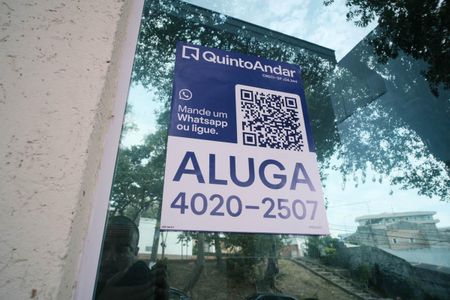 QuintoAndar
Mande um
Whatsapp
ou ligue.
ALUGA
4020-2507